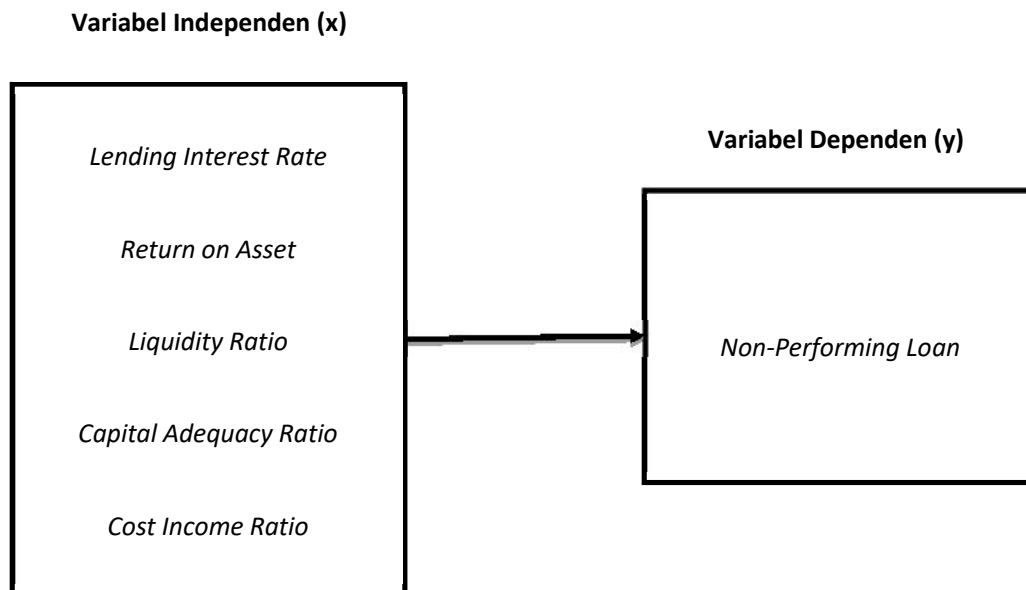 Variabel Independen (x)
Lending Interest Rate
Return on Asset
Liquidity Ratio
Capital Adequacy Ratio
Cost Income Ratio
Variabel Dependen (y)
Non-Performing Loan